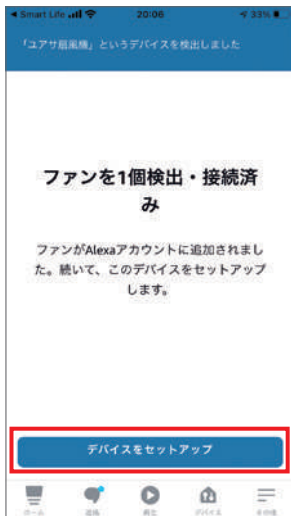 Smart Life
20:06
33%
「ユアサ扇風機」というデバイスを検出しました
ファンを1個検出・接続済
み
ファンがAlexaアカウントに追加されまし
た。続いて、このデバイスをセットアップ
します。
デバイスをセットアップ
ホーム
再生
デバイス
その他